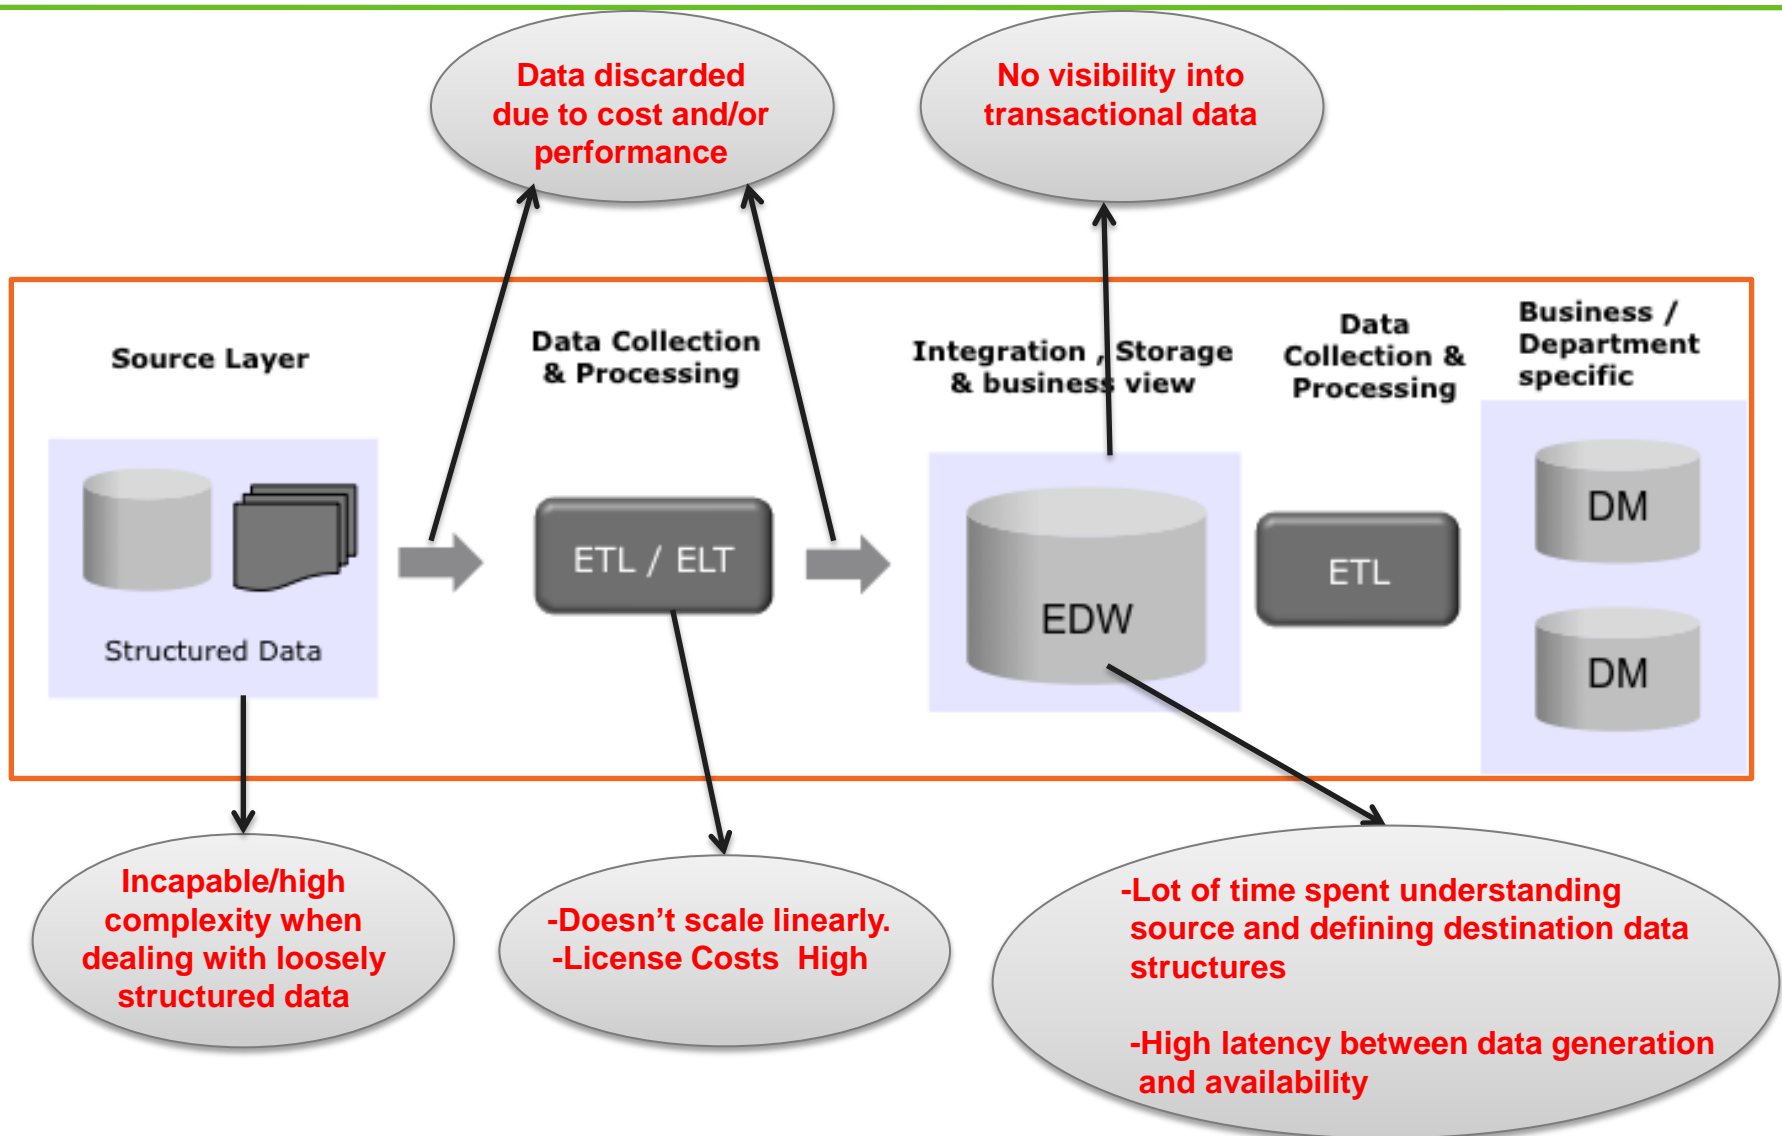 Data discarded
due to cost and/or
performance
No visibility into
transactional data
Source Layer
Data Collection
& Processing
Integration , Storage
& business view
Data
Collection &
Processing
Business /
Department
specific
Structured Data
ETL / ELT
EDW
ETL
DM
DM
Incapable/high
complexity when
dealing with loosely
structured data
-Doesn’t scale linearly.
-License Costs  High
-Lot of time spent understanding
source and defining destination data
structures
-High latency between data generation
and availability